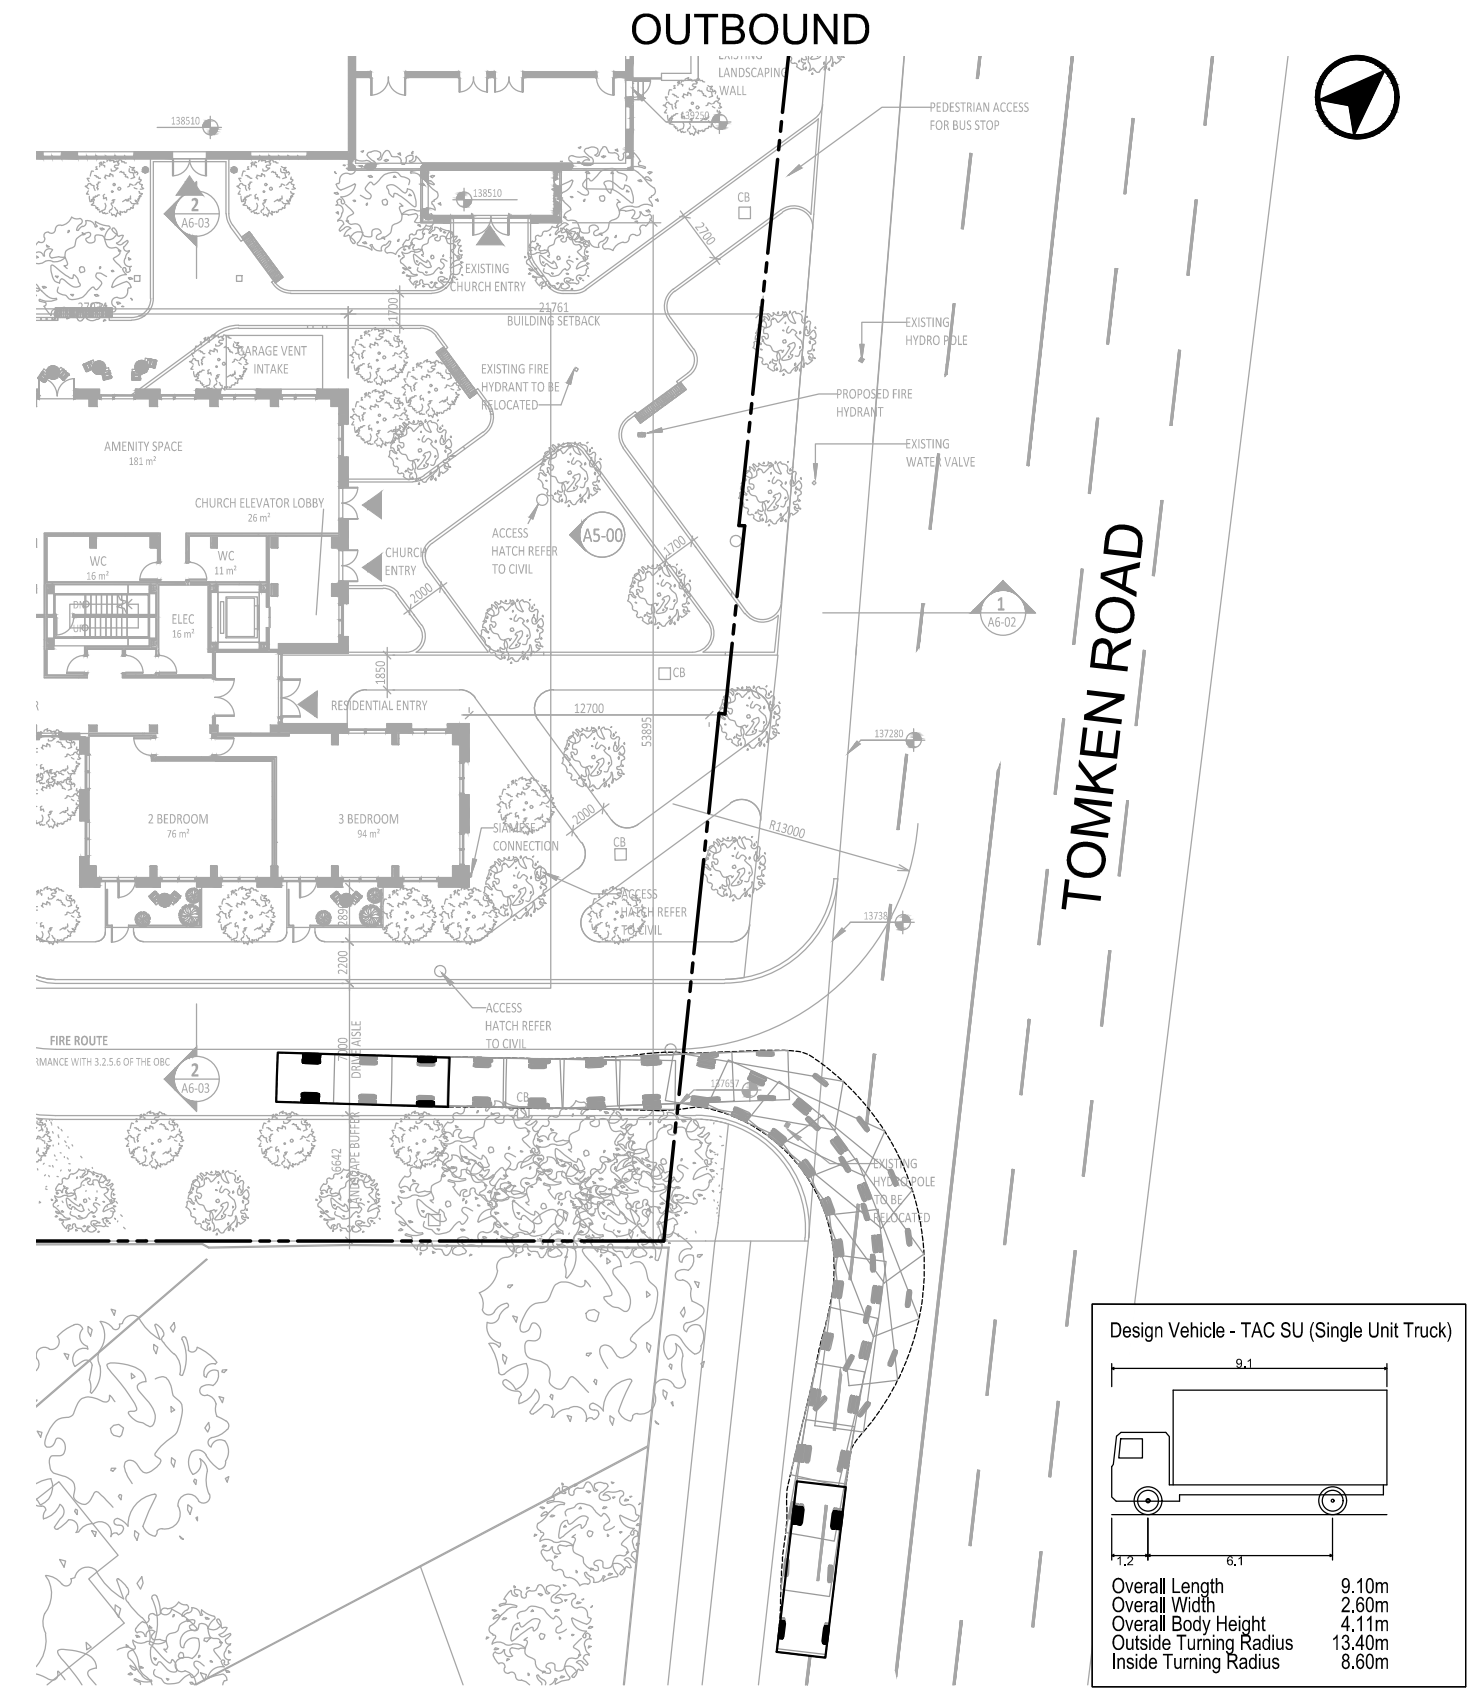 OUTBOUND
EXISTING
LANDSCAPING
WALL
138510
139250
PEDESTRIAN ACCESS
FOR BUS STOP
2
A6-03
138510
CB
2700
EXISTING
CHURCH ENTRY
1700
21761
BUILDING SETBACK
EXISTING
HYDRO POLE
GARAGE VENT
INTAKE
EXISTING FIRE
HYDRANT TO BE
RELOCATED
PROPOSED FIRE
HYDRANT
AMENITY SPACE
181 m²
EXISTING
WATER VALVE
CHURCH ELEVATOR LOBBY
26 m²
ACCESS
HATCH REFER
TO CIVIL
A5-00
1700
WC
16 m²
WC
11 m²
CHURCH
ENTRY
2000
TOMKEN ROAD
1
A6-02
ELEC
16 m²
1850
CB
RESIDENTIAL ENTRY
12700
53895
137280
2 BEDROOM
76 m²
3 BEDROOM
94 m²
SIAMESE
CONNECTION
2000
CB
R13000
ACCESS
HATCH REFER
TO CIVIL
2200
ACCESS
HATCH REFER
TO CIVIL
FIRE ROUTE
RMANCE WITH 3.2.5.6 OF THE OBC
2
A6-03
7000
DRIVE AISLE
CB
137657
6642
LANDSCAPE BUFFER
EXISTING
HYDRO POLE
TO BE
RELOCATED
Design Vehicle - TAC SU (Single Unit Truck)
9.1
1.2
6.1
Overall Length 9.10m
Overall Width 2.60m
Overall Body Height 4.11m
Outside Turning Radius 13.40m
Inside Turning Radius 8.60m